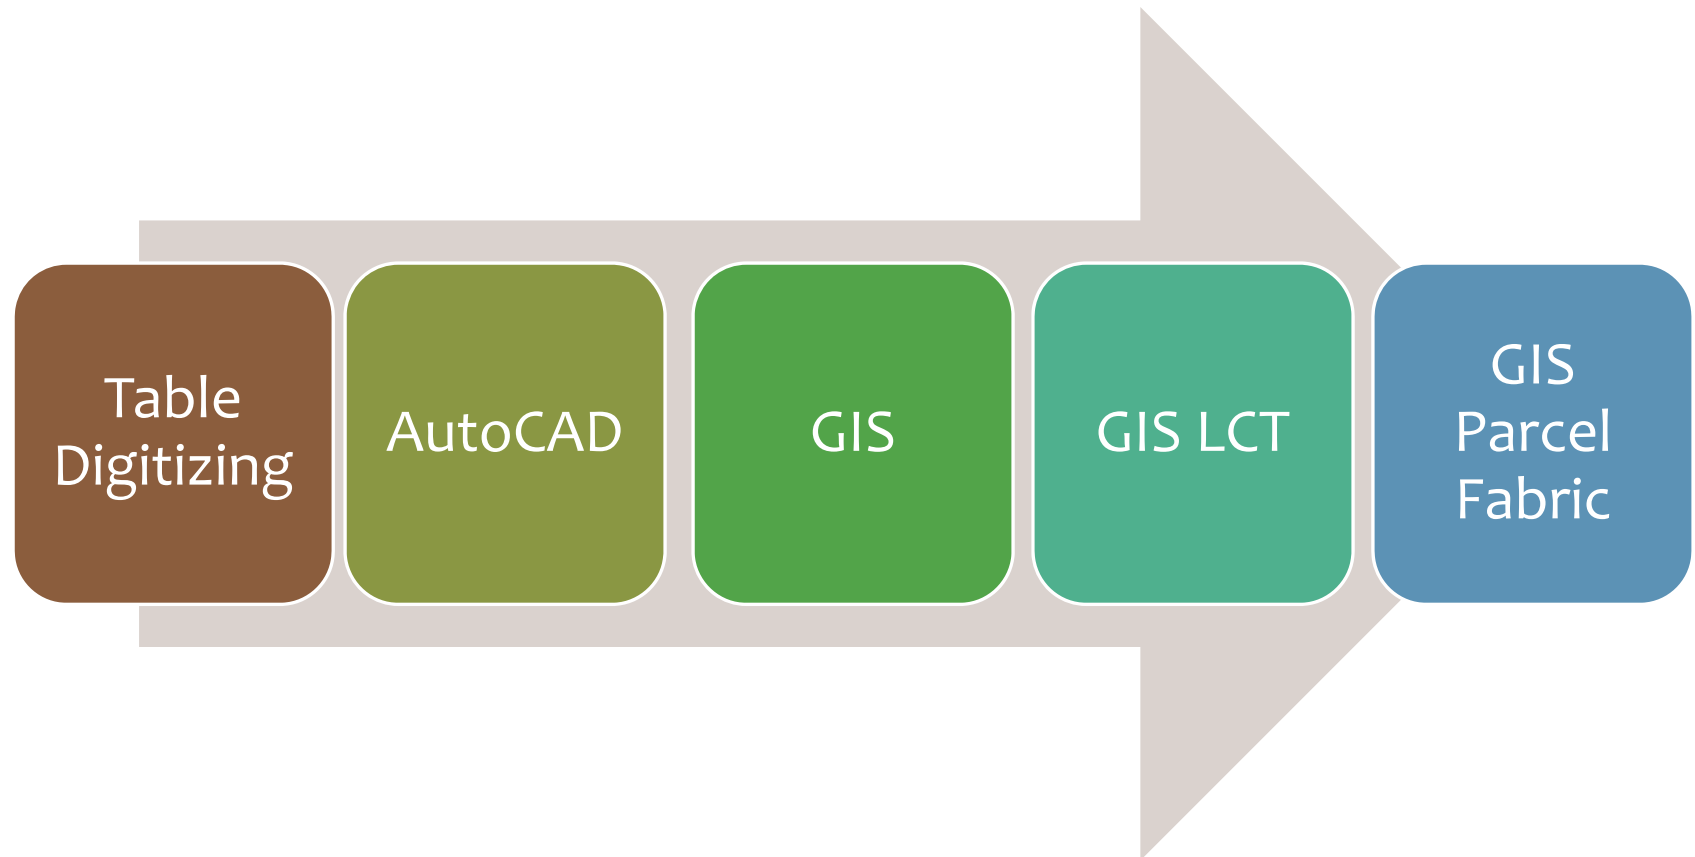 Table
Digitizing
AutoCAD
GIS
GIS LCT
GIS
Parcel
Fabric